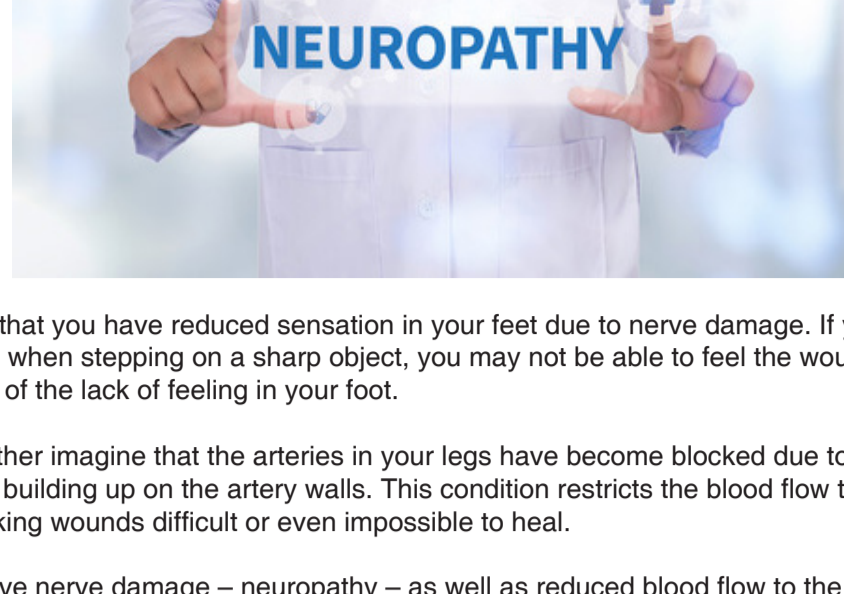 NEUROPATHY
that you have reduced sensation in your feet due to nerve damage. If
when stepping on a sharp object, you may not be able to feel the
of the lack of feeling in your foot.
imagine that the arteries in your legs have become blocked due to
building up on the artery walls. This condition restricts the blood flow
wounds difficult or even impossible to heal.
nerve damage – neuropathy – as well as reduced blood flow to the